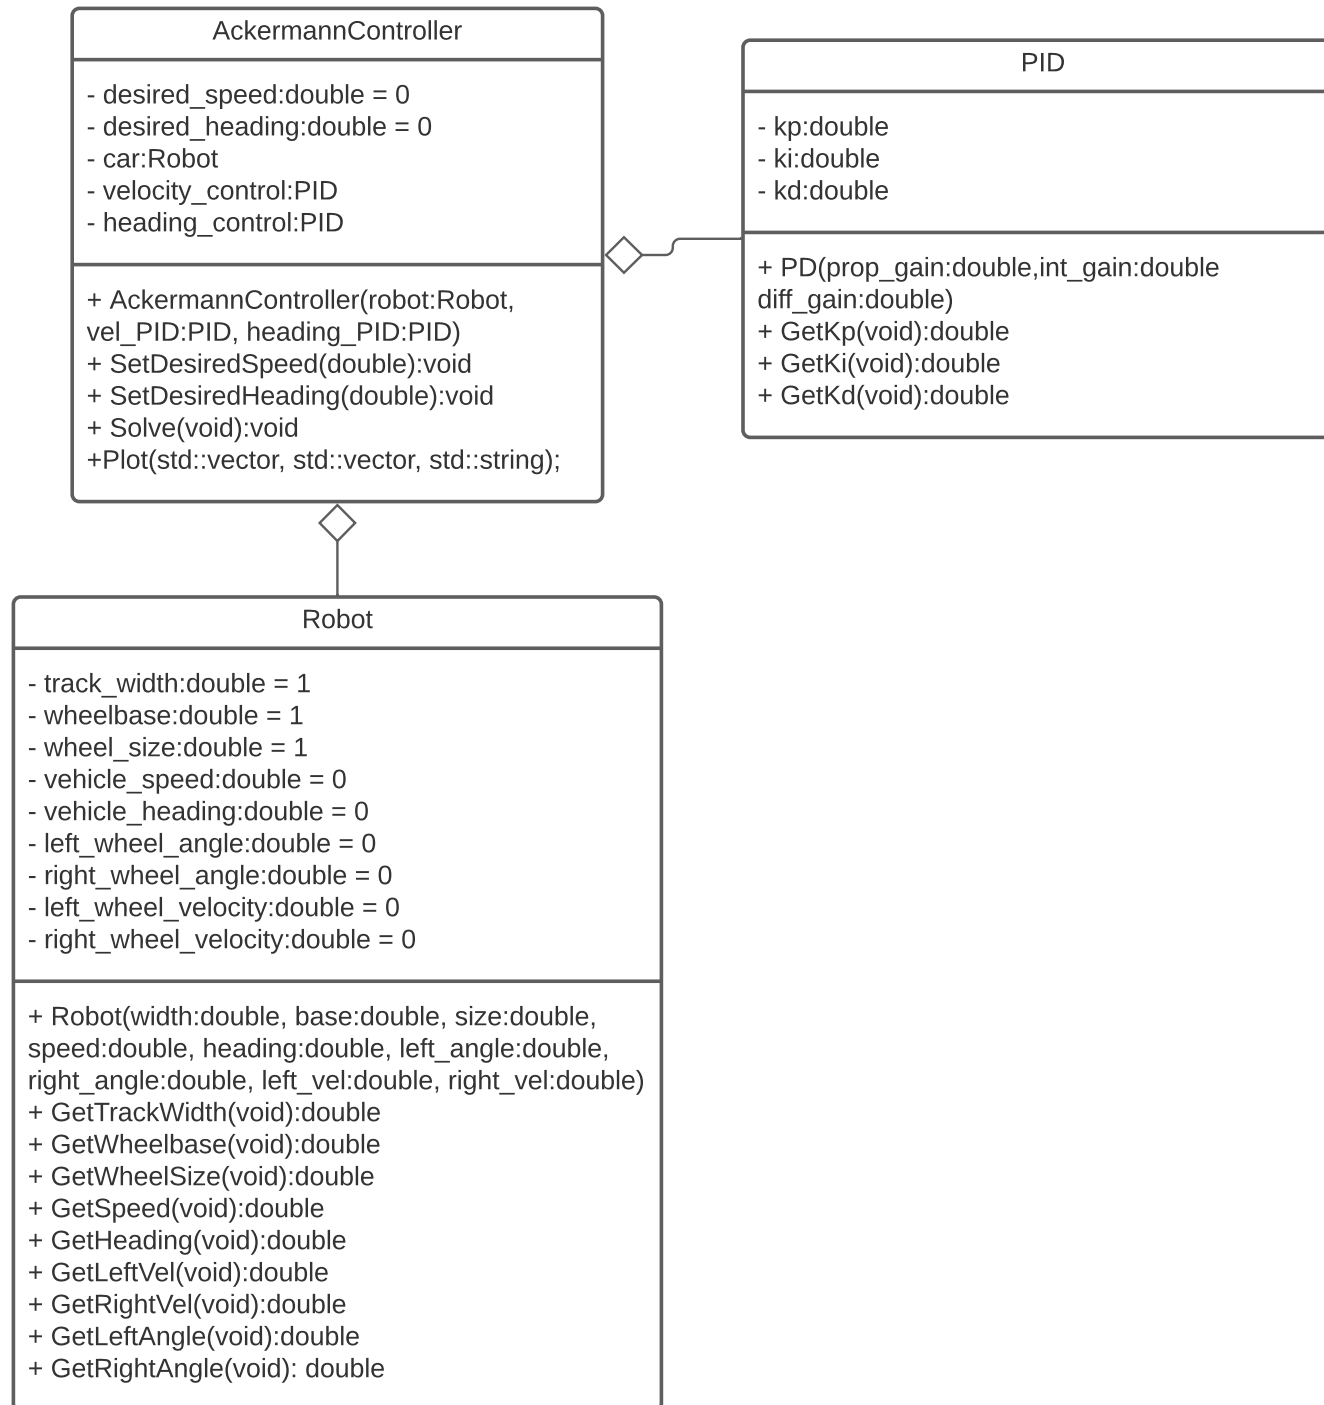 AckermannController
- desired_speed:double = 0
- desired_heading:double = 0
- car:Robot
- velocity_control:PID
- heading_control:PID
+ AckermannController(robot:Robot,
vel_PID:PID, heading_PID:PID)
+ SetDesiredSpeed(double):void
+ SetDesiredHeading(double):void
+ Solve(void):void
+Plot(std::vector, std::vector, std::string);
PID
- kp:double
- ki:double
- kd:double
+ PD(prop_gain:double,int_gain:double
diff_gain:double)
+ GetKp(void):double
+ GetKi(void):double
+ GetKd(void):double
Robot
- track_width:double = 1
- wheelbase:double = 1
- wheel_size:double = 1
- vehicle_speed:double = 0
- vehicle_heading:double = 0
- left_wheel_angle:double = 0
- right_wheel_angle:double = 0
- left_wheel_velocity:double = 0
- right_wheel_velocity:double = 0
+ Robot(width:double, base:double, size:double,
speed:double, heading:double, left_angle:double,
right_angle:double, left_vel:double, right_vel:double)
+ GetTrackWidth(void):double
+ GetWheelbase(void):double
+ GetWheelSize(void):double
+ GetSpeed(void):double
+ GetHeading(void):double
+ GetLeftVel(void):double
+ GetRightVel(void):double
+ GetLeftAngle(void):double
+ GetRightAngle(void): double